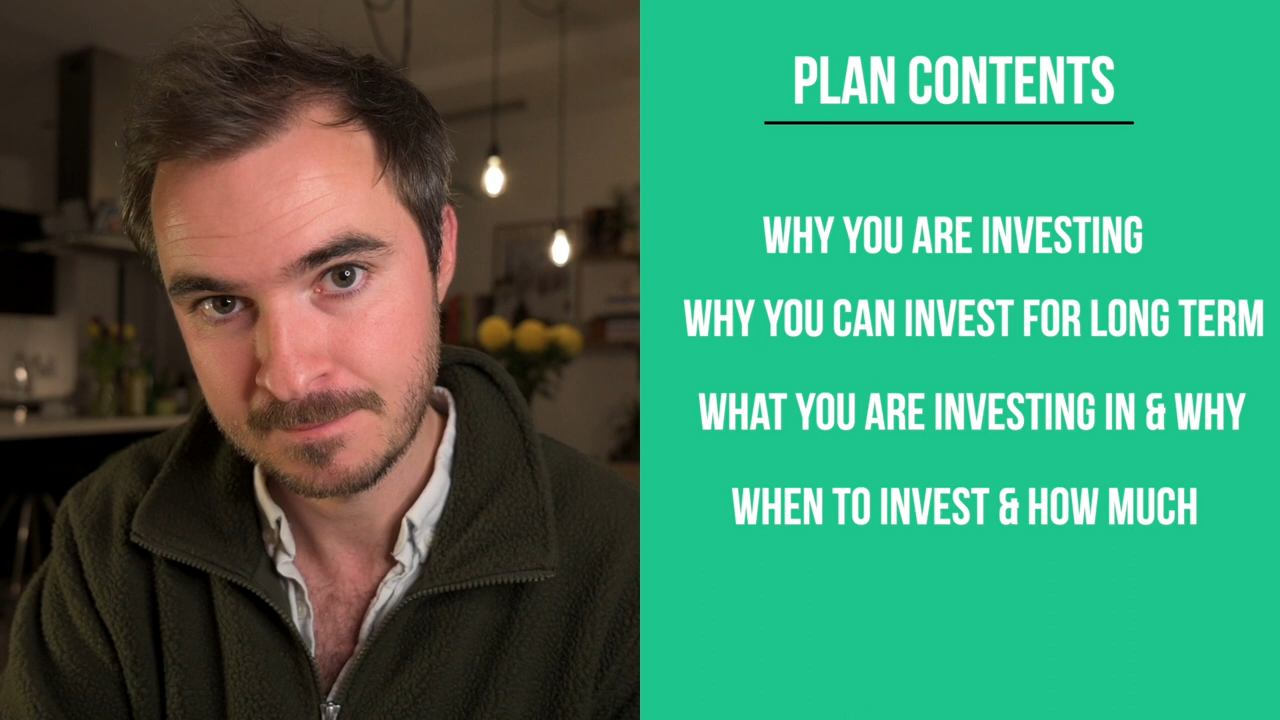 PLAN CONTENTS
WHY YOU ARE INVESTING
WHY YOU CAN INVEST FOR LONG TERM
WHAT YOU ARE INVESTING IN & WHY
WHEN TO INVEST & HOW MUCH